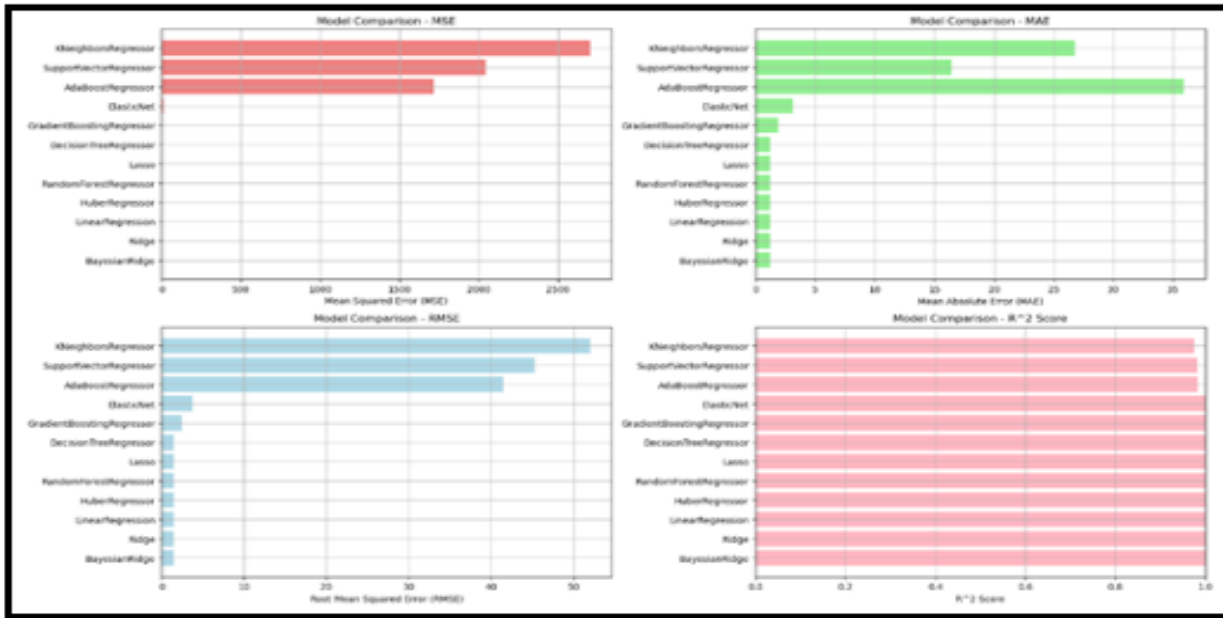 Model Comparison - MSE
KNeighborsRegressor
SupportVectorRegressor
AdaBoostRegressor
ElasticNet
GradientBoostingRegressor
DecisionTreeRegressor
Lasso
RandomForestRegressor
HuberRegressor
LinearRegression
Ridge
BayesianRidge
0 500 1000 1500 2000 2500
Mean Squared Error (MSE)
Model Comparison - MAE
KNeighborsRegressor
SupportVectorRegressor
AdaBoostRegressor
ElasticNet
GradientBoostingRegressor
DecisionTreeRegressor
Lasso
RandomForestRegressor
HuberRegressor
LinearRegression
Ridge
BayesianRidge
0 5 10 15 20 25 30 35
Mean Absolute Error (MAE)
Model Comparison - RMSE
KNeighborsRegressor
SupportVectorRegressor
AdaBoostRegressor
ElasticNet
GradientBoostingRegressor
DecisionTreeRegressor
Lasso
RandomForestRegressor
HuberRegressor
LinearRegression
Ridge
BayesianRidge
0 10 20 30 40 50
Root Mean Squared Error (RMSE)
Model Comparison - R^2 Score
KNeighborsRegressor
SupportVectorRegressor
AdaBoostRegressor
ElasticNet
GradientBoostingRegressor
DecisionTreeRegressor
Lasso
RandomForestRegressor
HuberRegressor
LinearRegression
Ridge
BayesianRidge
0.0 0.2 0.4 0.6 0.8 1.0
R^2 Score